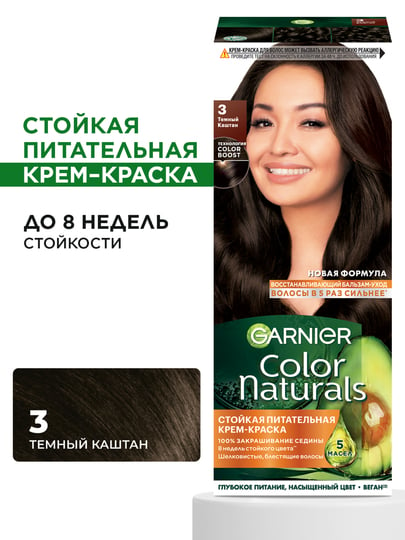 СТОЙКАЯ
ПИТАТЕЛЬНАЯ
КРЕМ-КРАСКА
ДО 8 НЕДЕЛЬ
СТОЙКОСТИ
3
ТЕМНЫЙ КАШТАН
КРЕМ-КРАСКА ДЛЯ ВОЛОС МОЖЕТ ВЫЗВАТЬ АЛЛЕРГИЧЕСКУЮ РЕАКЦИЮ
3
Темный
Каштан
ТЕХНОЛОГИЯ
COLOR
BOOST
НОВАЯ ФОРМУЛА
ВОССТАНАВЛИВАЮЩИЙ БАЛЬЗАМ-УХОД
ВОЛОСЫ В 5 РАЗ СИЛЬНЕЕ
GARNIER
Color
Naturals
СТОЙКАЯ ПИТАТЕЛЬНАЯ
КРЕМ-КРАСКА
100% ЗАКРАШИВАНИЕ СЕДИНЫ
8 недель стойкого цвета
Шелковистые, блестящие волосы
5
МАСЕЛ
ГЛУБОКОЕ ПИТАНИЕ, НАСЫЩЕННЫЙ ЦВЕТ • ВЕГАН